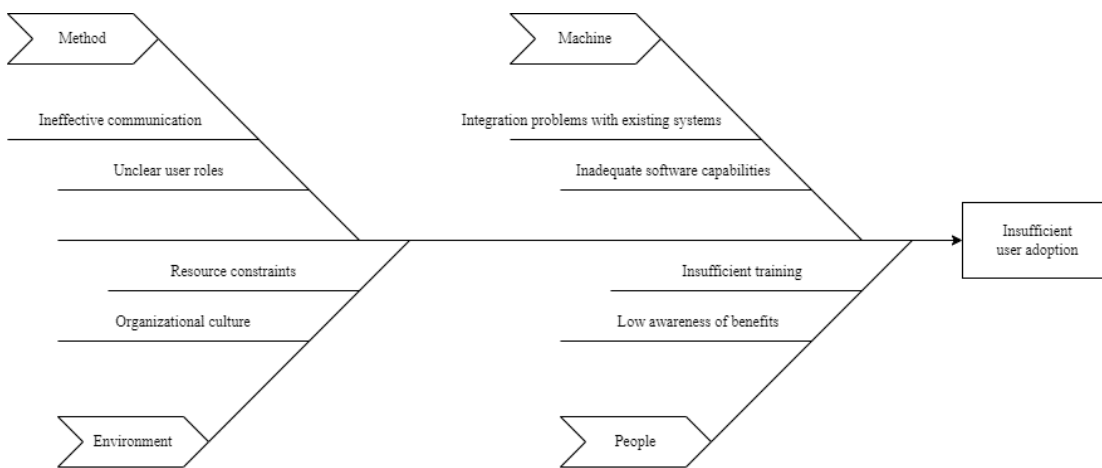 Method
Machine
Ineffective communication
Integration problems with existing systems
Unclear user roles
Inadequate software capabilities
Insufficient
user adoption
Resource constraints
Insufficient training
Organizational culture
Low awareness of benefits
Environment
People